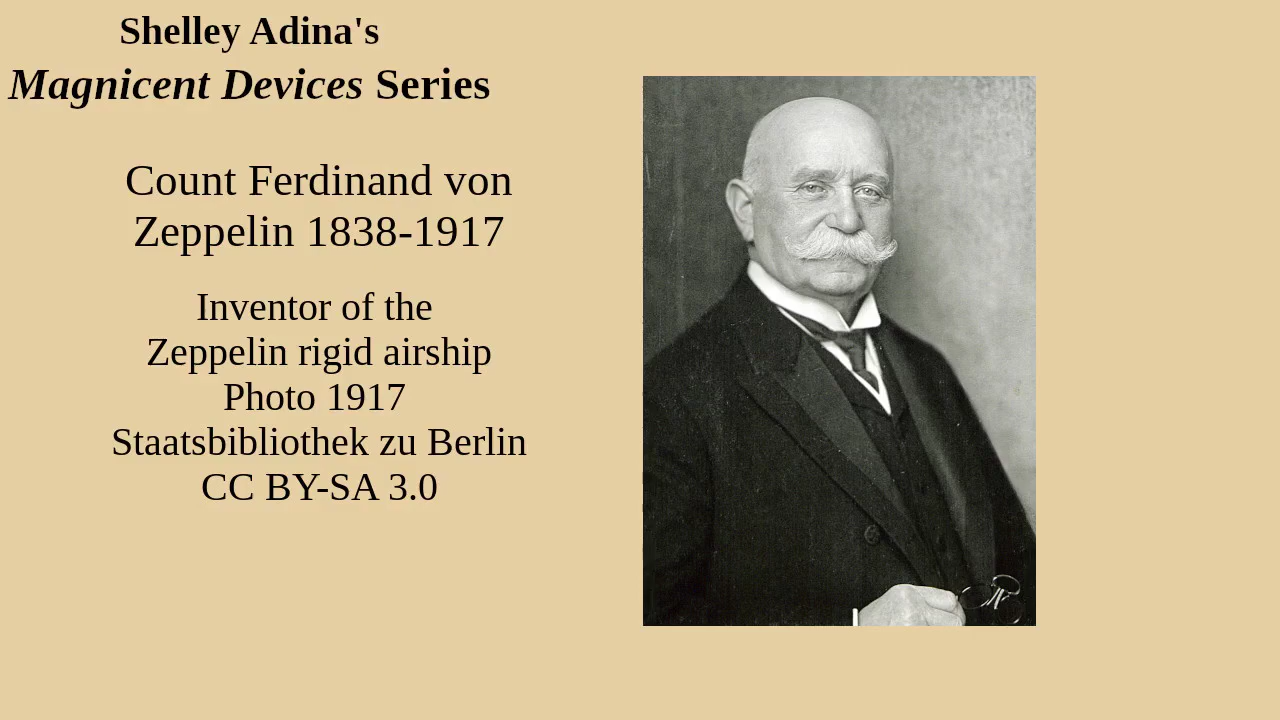 Shelley Adina's
Magnicent Devices Series
Count Ferdinand von
Zeppelin 1838-1917
Inventor of the
Zeppelin rigid airship
Photo 1917
Staatsbibliothek zu Berlin
CC BY-SA 3.0